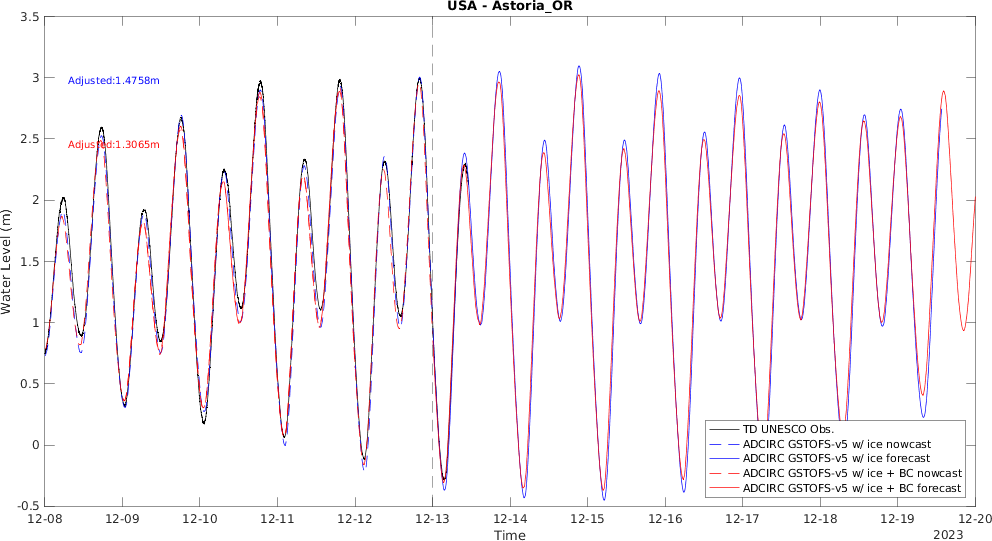 USA - Astoria_OR
3.5
3
2.5
2
1.5
1
0.5
0
-0.5
Water Level (m)
Adjusted:1.4758m
Adjusted:1.3065m
TD UNESCO Obs.
ADCIRC GSTOFS-v5 w/ ice nowcast
ADCIRC GSTOFS-v5 w/ ice forecast
ADCIRC GSTOFS-v5 w/ ice + BC nowcast
ADCIRC GSTOFS-v5 w/ ice + BC forecast
12-08 12-09 12-10 12-11 12-12 12-13 12-14 12-15 12-16 12-17 12-18 12-19 12-20
Time
2023